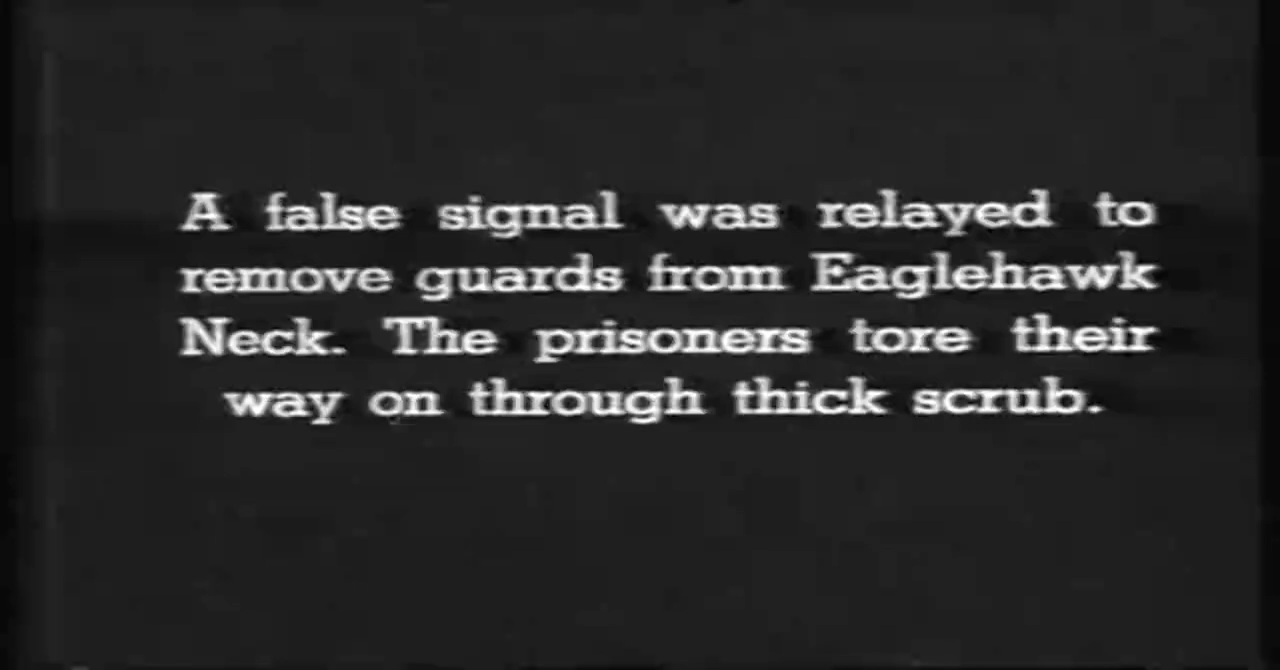 A false signal was relayed to
remove guards from Eaglehawk
Neck. The prisoners tore their
way on through thick scrub.